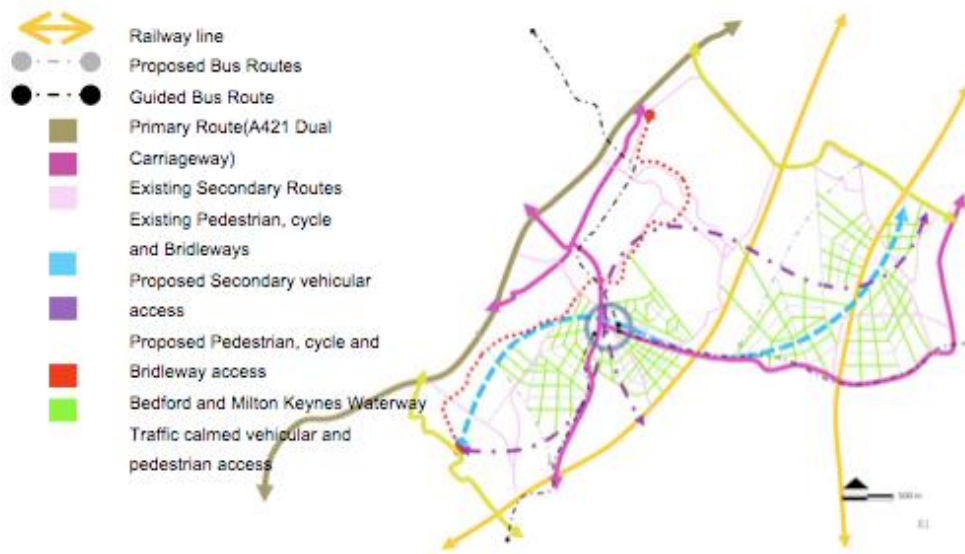 Railway line
Proposed Bus Routes
Guided Bus Route
Primary Route(A421 Dual
Carriageway)
Existing Secondary Routes
Existing Pedestrian, cycle
and Bridleways
Proposed Secondary vehicular
access
Proposed Pedestrian, cycle and
Bridleway access
Bedford and Milton Keynes Waterway
Traffic calmed vehicular and
pedestrian access
500 m